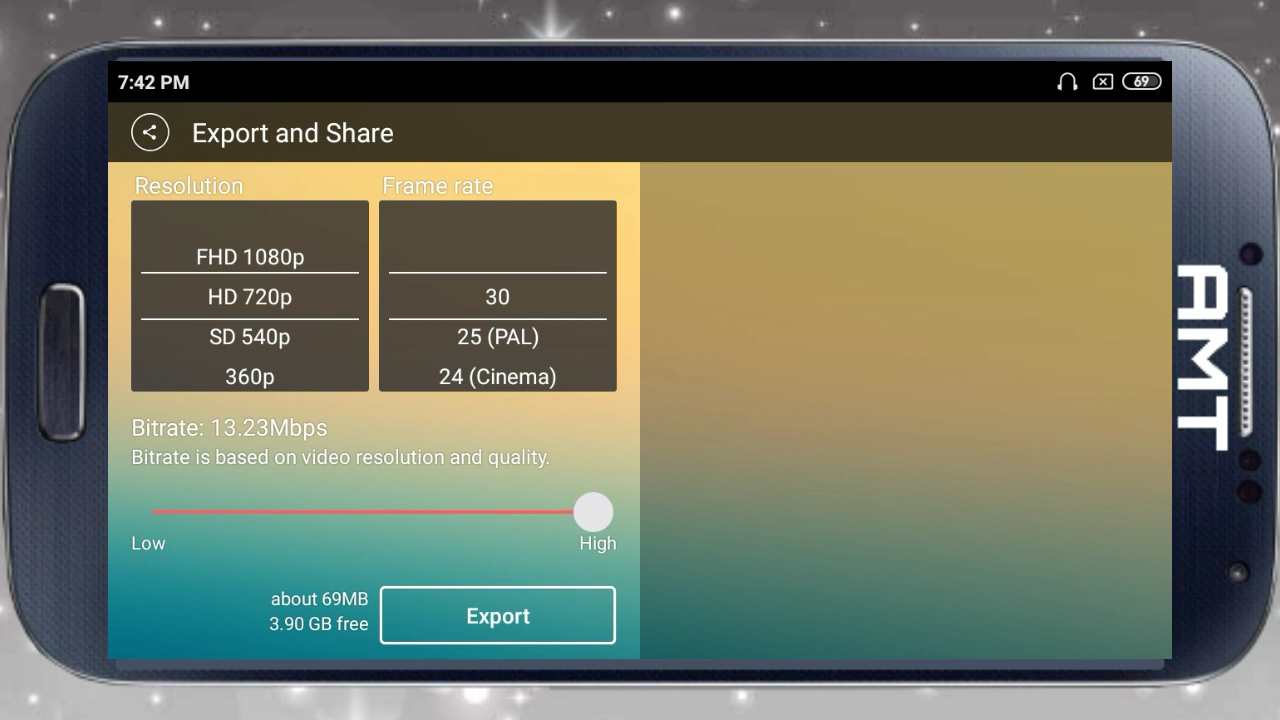 7:42 PM
69
Export and Share
Resolution
FHD 1080p
HD 720p
SD 540p
360p
Frame rate
30
25 (PAL)
24 (Cinema)
Bitrate: 13.23Mbps
Bitrate is based on video resolution and quality.
Low
High
about 69MB
3.90 GB free
Export
AMT